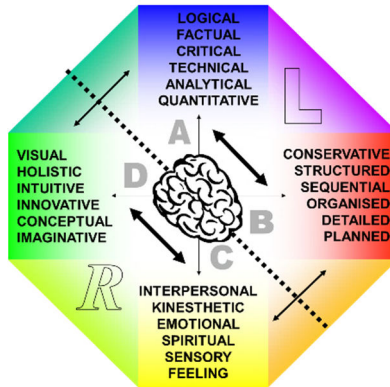 LOGICAL
FACTUAL
CRITICAL
TECHNICAL
ANALYTICAL
QUANTITATIVE
L
A
VISUAL
HOLISTIC
INTUITIVE
INNOVATIVE
CONCEPTUAL
IMAGINATIVE
D
CONSERVATIVE
STRUCTURED
SEQUENTIAL
ORGANISED
DETAILED
PLANNED
B
C
R
INTERPERSONAL
KINESTHETIC
EMOTIONAL
SPIRITUAL
SENSORY
FEELING